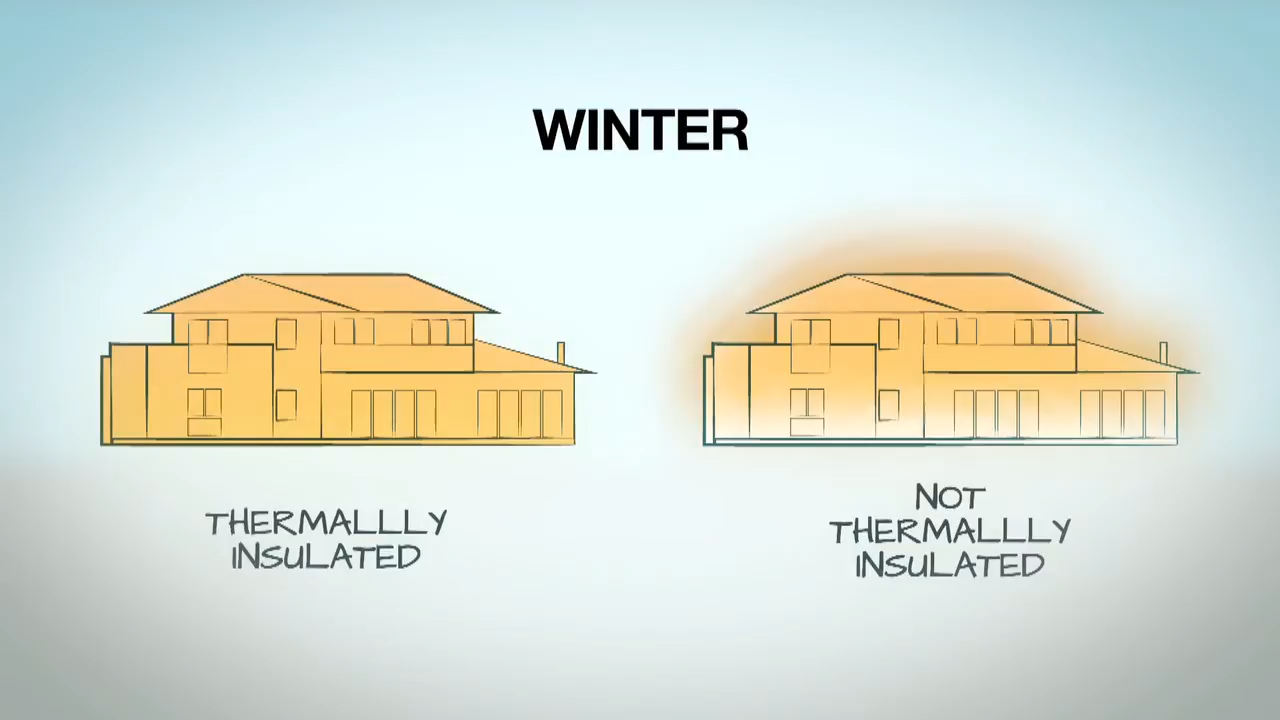 WINTER
THERMALLLY
INSULATED
NOT
THERMALLLY
INSULATED